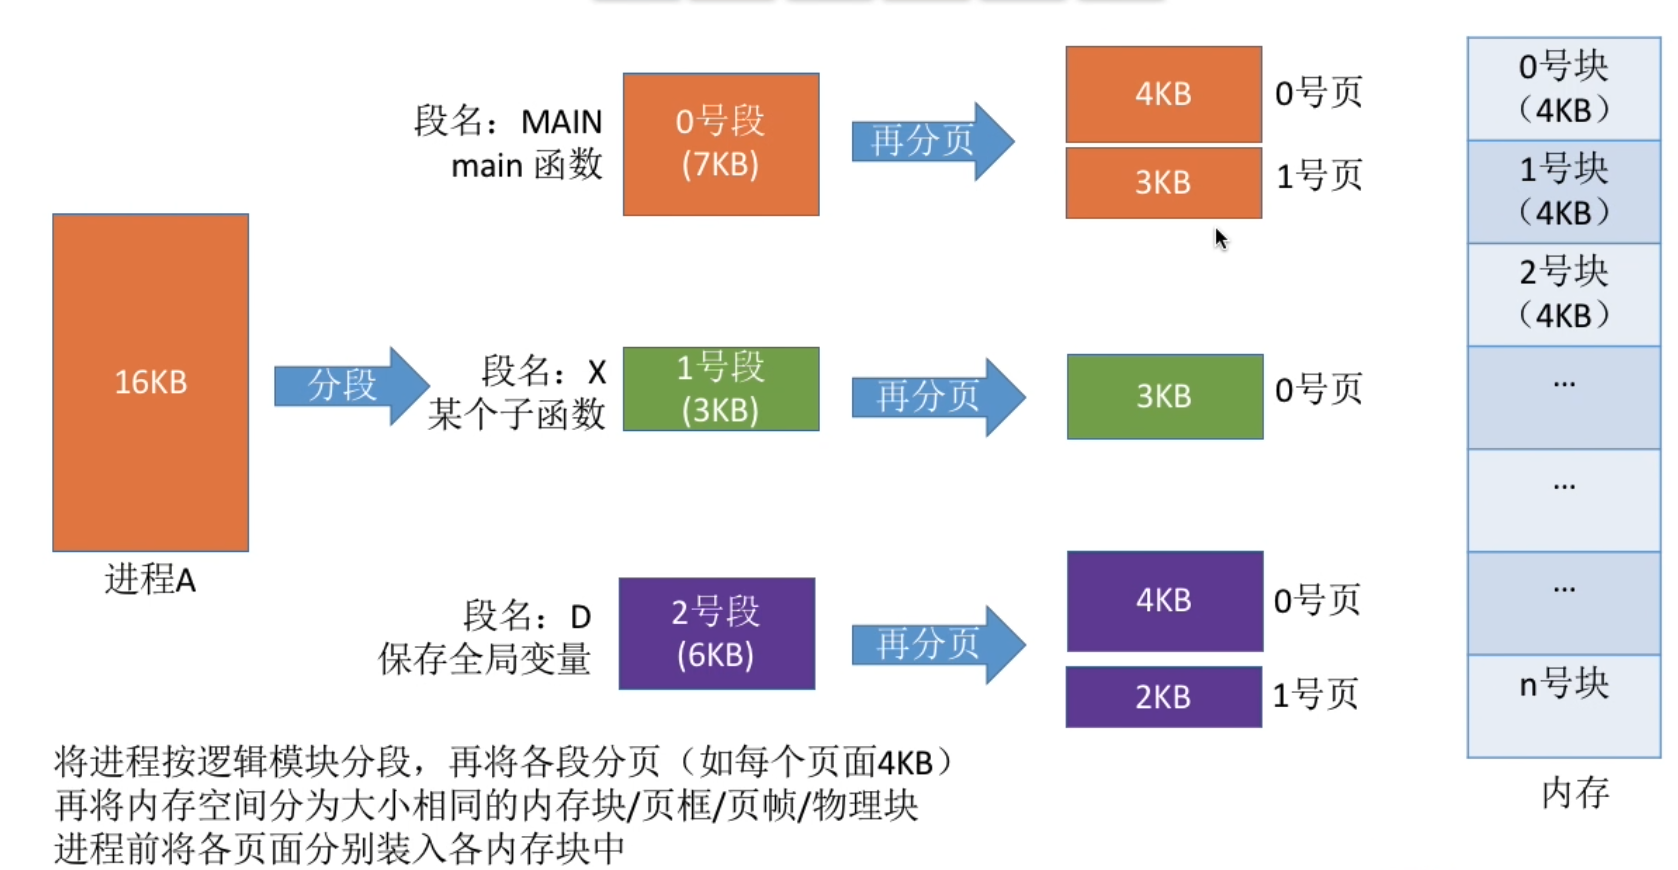 段名：MAIN
main 函数
0号段
(7KB)
再分页
4KB
0号页
3KB
1号页
16KB
进程A
分段
段名：X
某个子函数
1号段
(3KB)
再分页
3KB
0号页
段名：D
保存全局变量
2号段
(6KB)
再分页
4KB
0号页
2KB
1号页
0号块
（4KB）
1号块
（4KB）
2号块
（4KB）
...
...
...
n号块
内存
将进程按逻辑模块分段，再将各段分页（如每个页面4KB）
再将内存空间分为大小相同的内存块/页框/页帧/物理块
进程前将各页面分别装入各内存块中